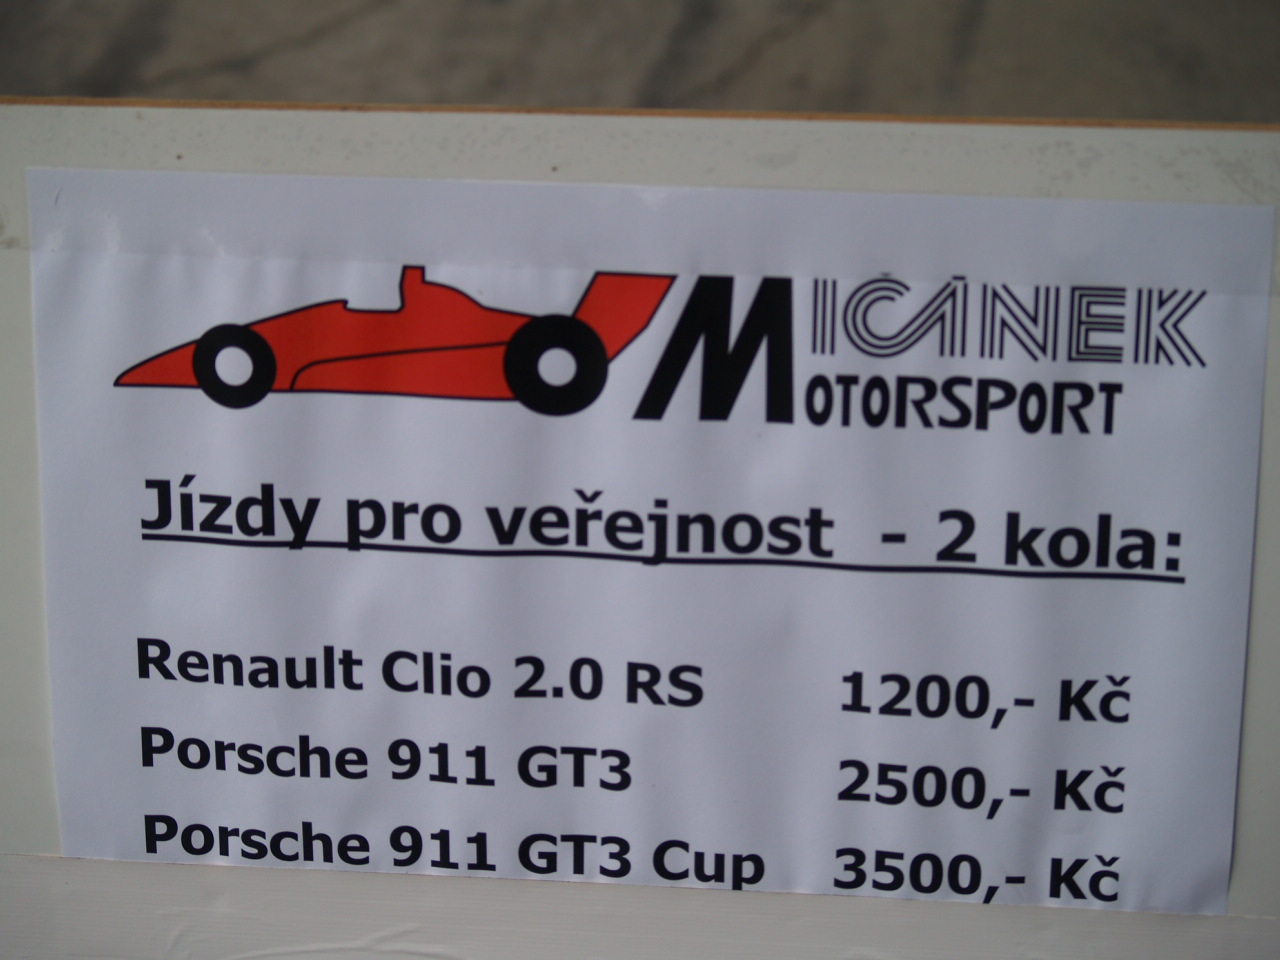 MIČÁNEK
MOTORSPORT
Jízdy pro veřejnost - 2 kola:
Renault Clio 2.0 RS 1200,- Kč
Porsche 911 GT3 2500,- Kč
Porsche 911 GT3 Cup 3500,- Kč